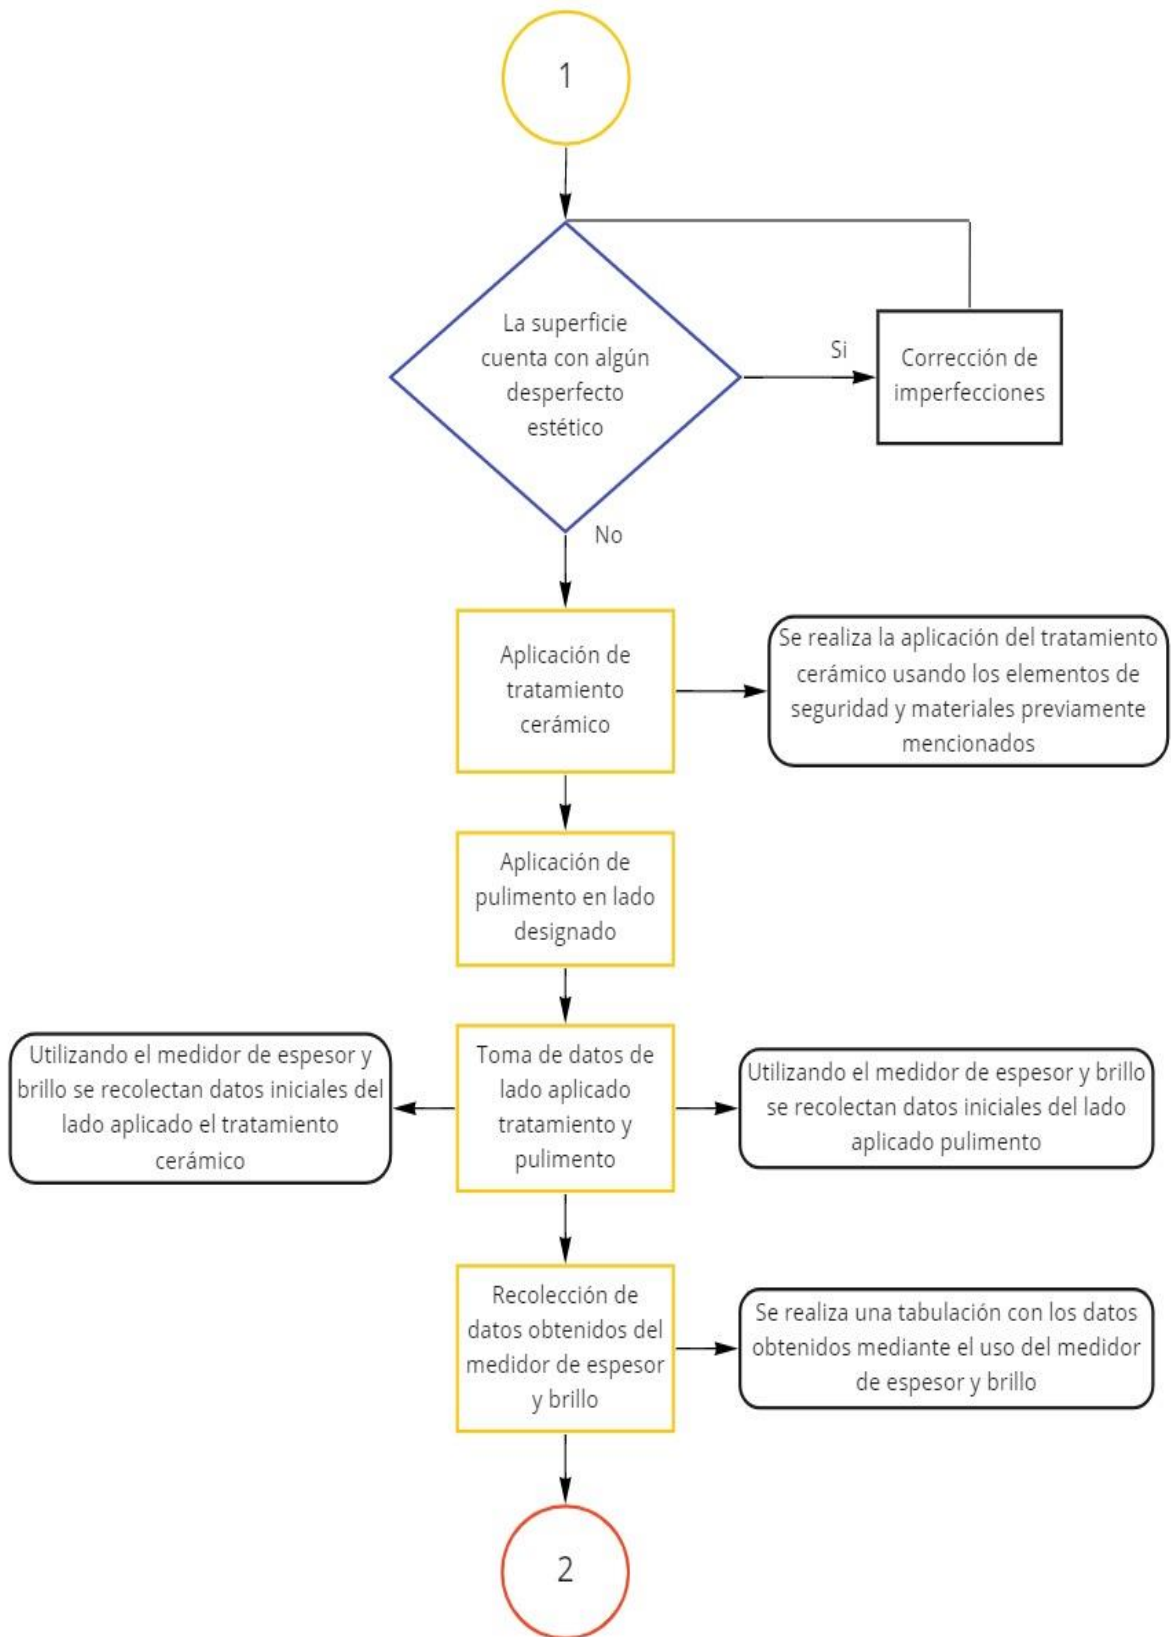 1
La superficie
cuenta con algún
desperfecto
estético
Si
Corrección de
imperfecciones
No
Aplicación de
tratamiento
cerámico
Se realiza la aplicación del tratamiento
cerámico usando los elementos de
seguridad y materiales previamente
mencionados
Aplicación de
pulimento en lado
designado
Utilizando el medidor de espesor y
brillo se recolectan datos iniciales del
lado aplicado el tratamiento
cerámico
Toma de datos de
lado aplicado
tratamiento y
pulimento
Utilizando el medidor de espesor y brillo
se recolectan datos iniciales del lado
aplicado pulimento
Recolección de
datos obtenidos del
medidor de espesor
y brillo
Se realiza una tabulación con los datos
obtenidos mediante el uso del medidor
de espesor y brillo
2